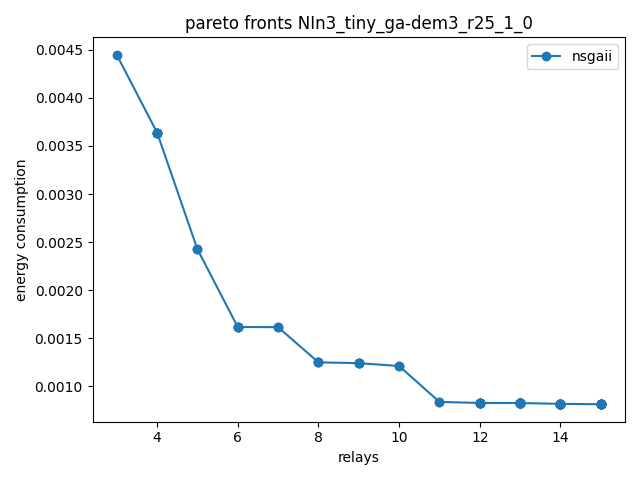 pareto fronts NIn3_tiny_ga-dem3_r25_1_0
nsgaii
energy consumption
0.0045
0.0040
0.0035
0.0030
0.0025
0.0020
0.0015
0.0010
4 6 8 10 12 14
relays